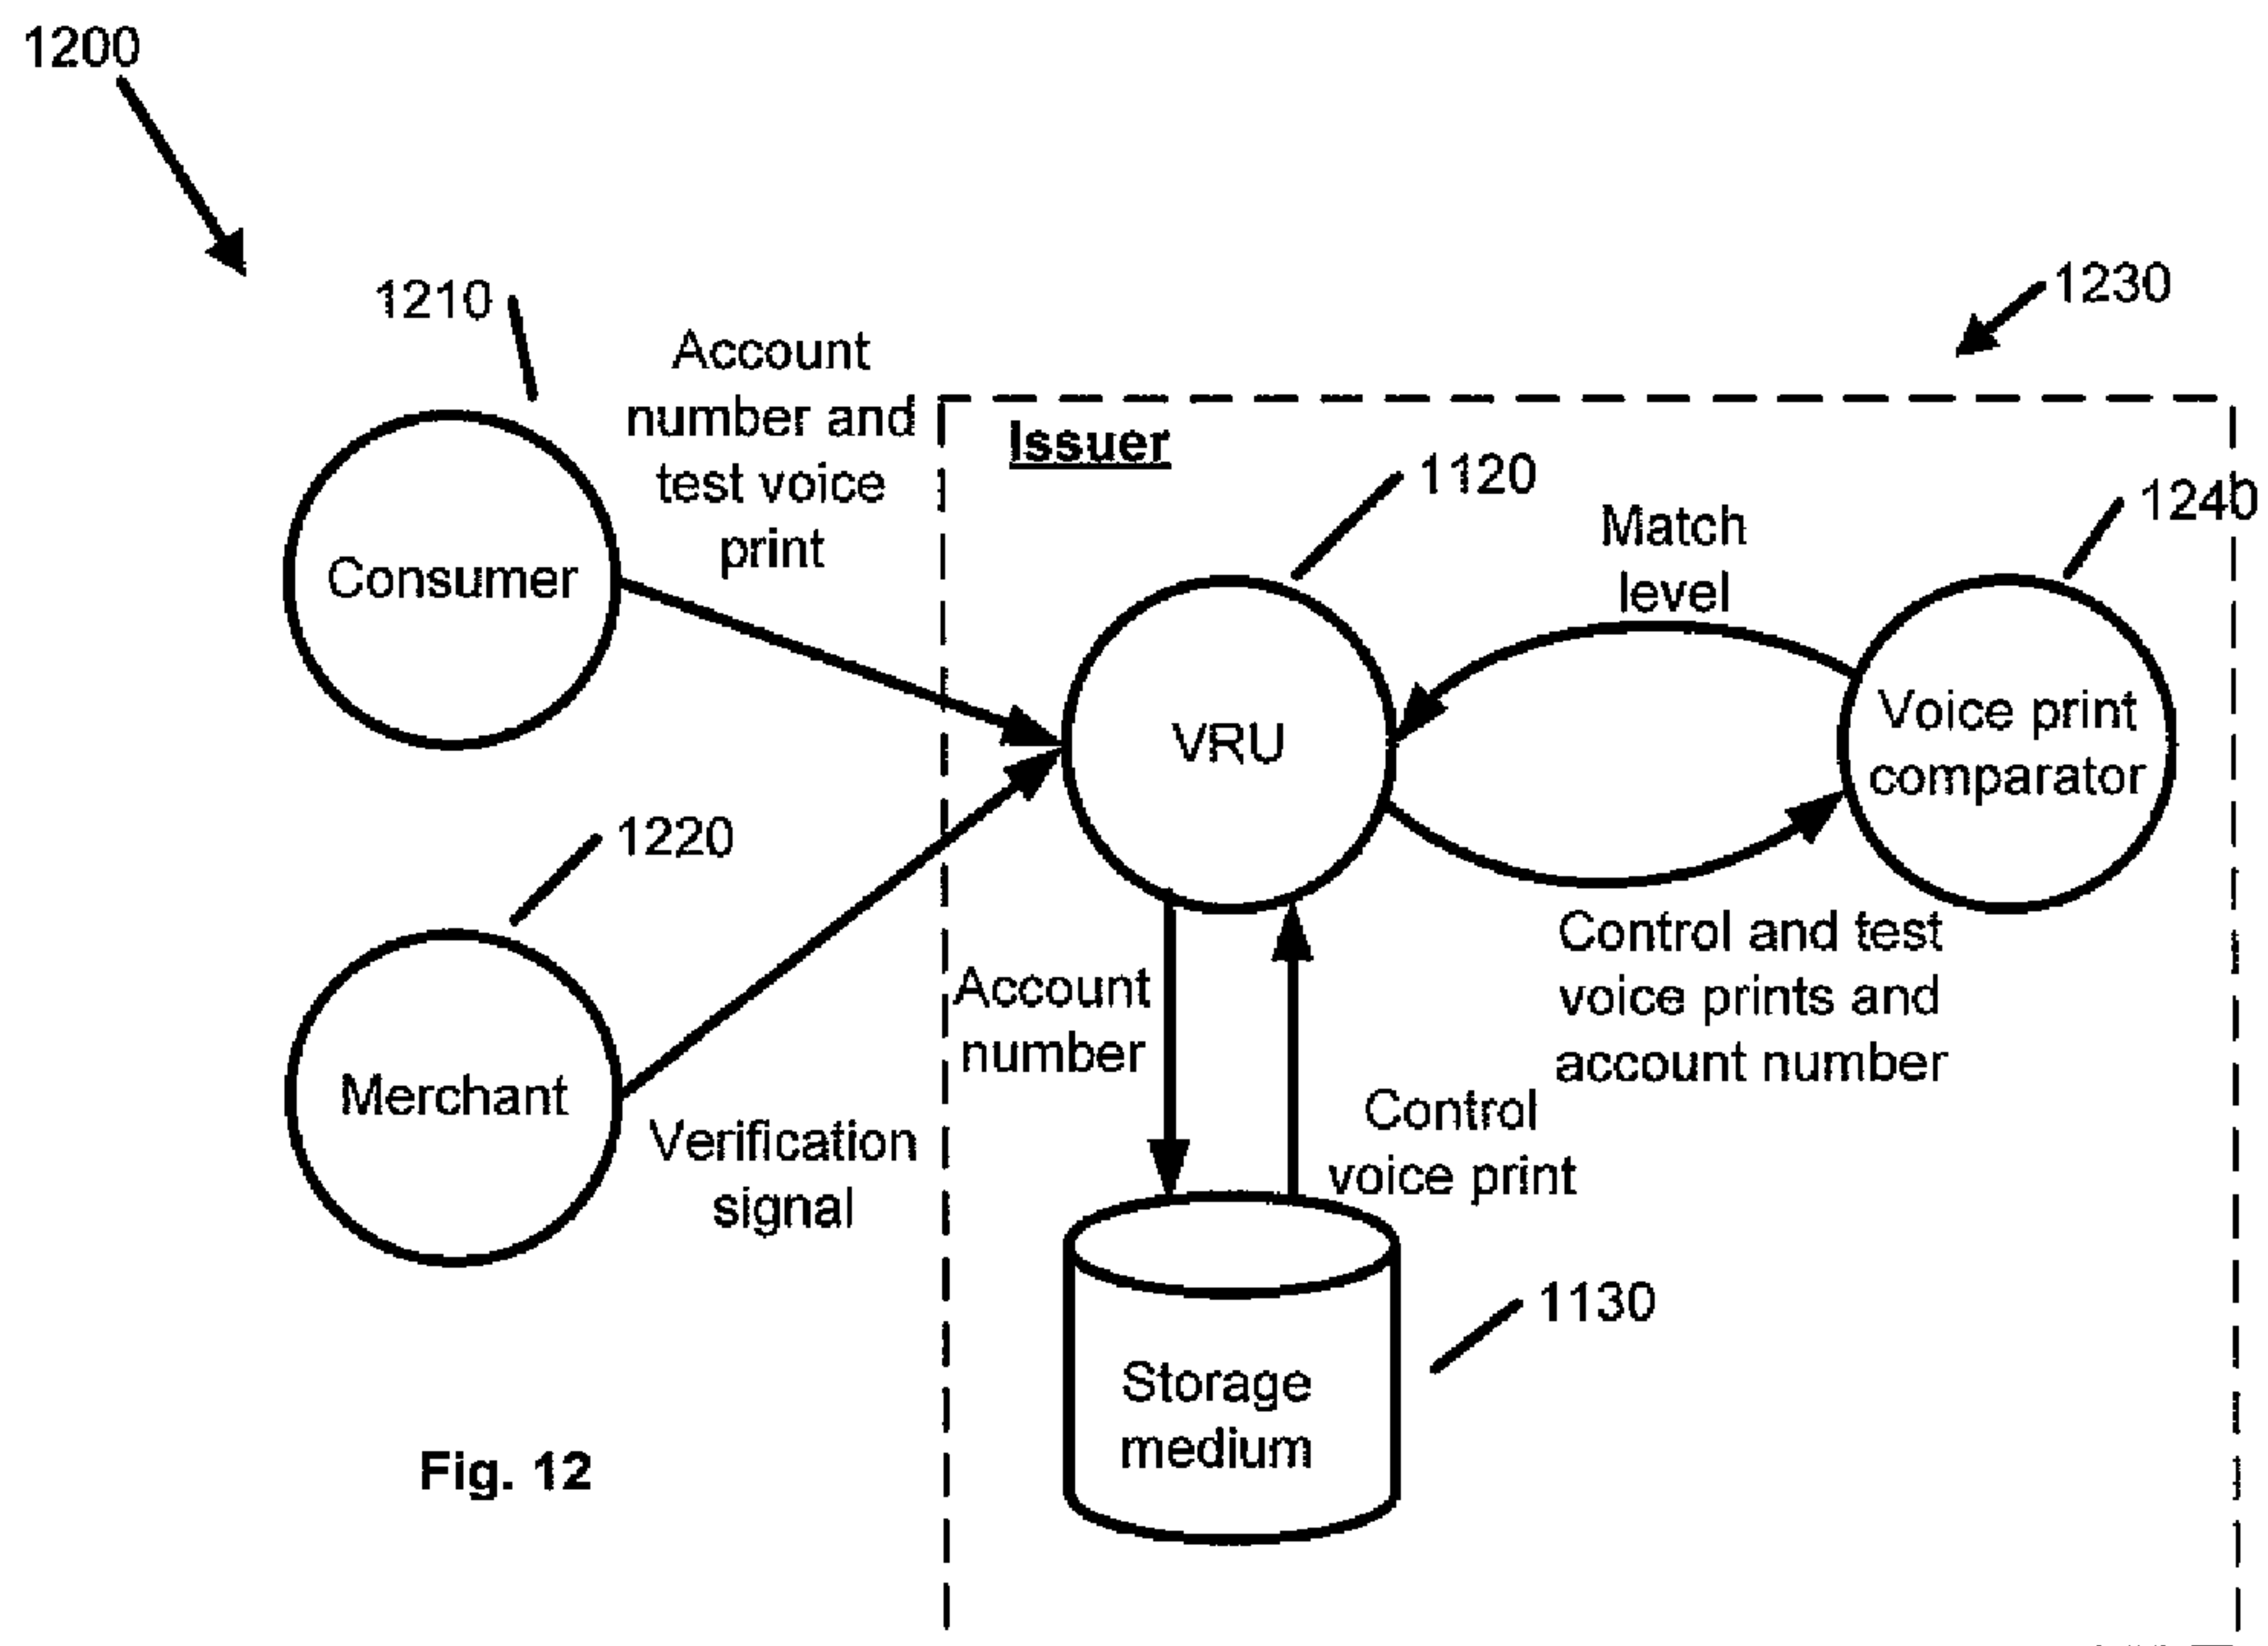 1200
1210
Account
number and
test voice
print
1230
Issuer
1120
1240
Match
level
Consumer
VRU
Voice print
comparator
1220
Control and test
voice prints and
account number
Account
number
Merchant
Verification
signal
Control
voice print
1130
Storage
medium
Fig. 12